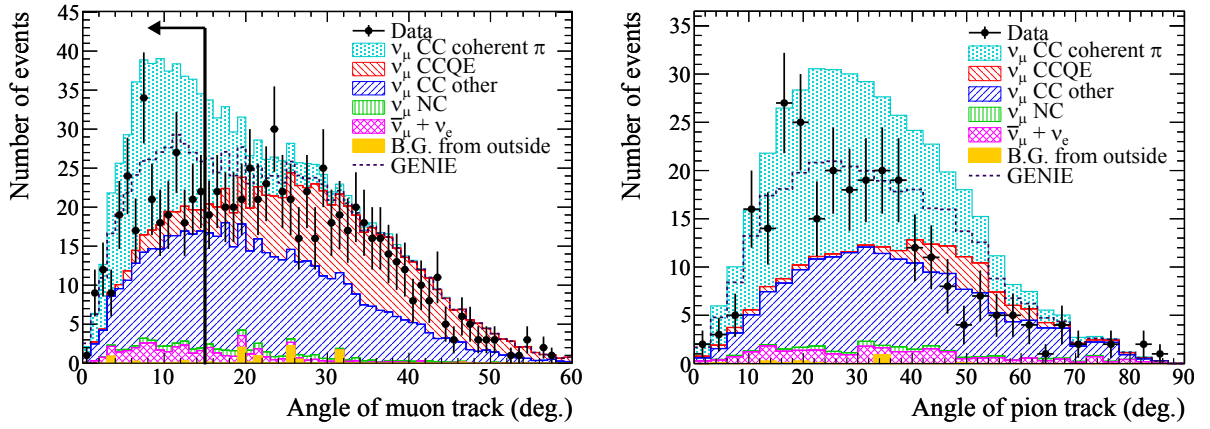 Number of events
45
40
35
30
25
20
15
10
5
0
0 10 20 30 40 50 60
Angle of muon track (deg.)
Data
νμ CC coherent π
νμ CCQE
νμ CC other
νμ NC
ν̅μ + νe
B.G. from outside
GENIE
Number of events
35
30
25
20
15
10
5
0
0 10 20 30 40 50 60 70 80 90
Angle of pion track (deg.)
Data
νμ CC coherent π
νμ CCQE
νμ CC other
νμ NC
ν̅μ + νe
B.G. from outside
GENIE